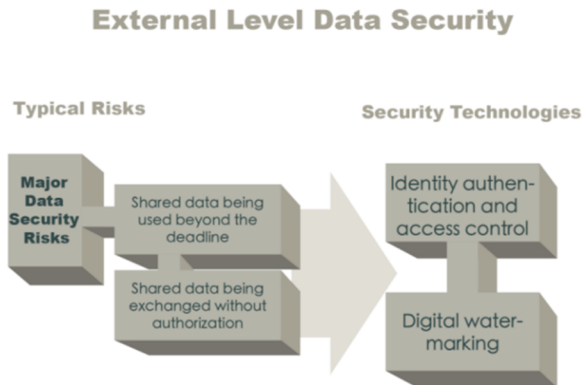 External Level Data Security
Typical Risks
Security Technologies
Major
Data
Security
Risks
Shared data being
used beyond the
deadline
Shared data being
exchanged without
authorization
Identity authen-
tication and
access control
Digital water-
marking